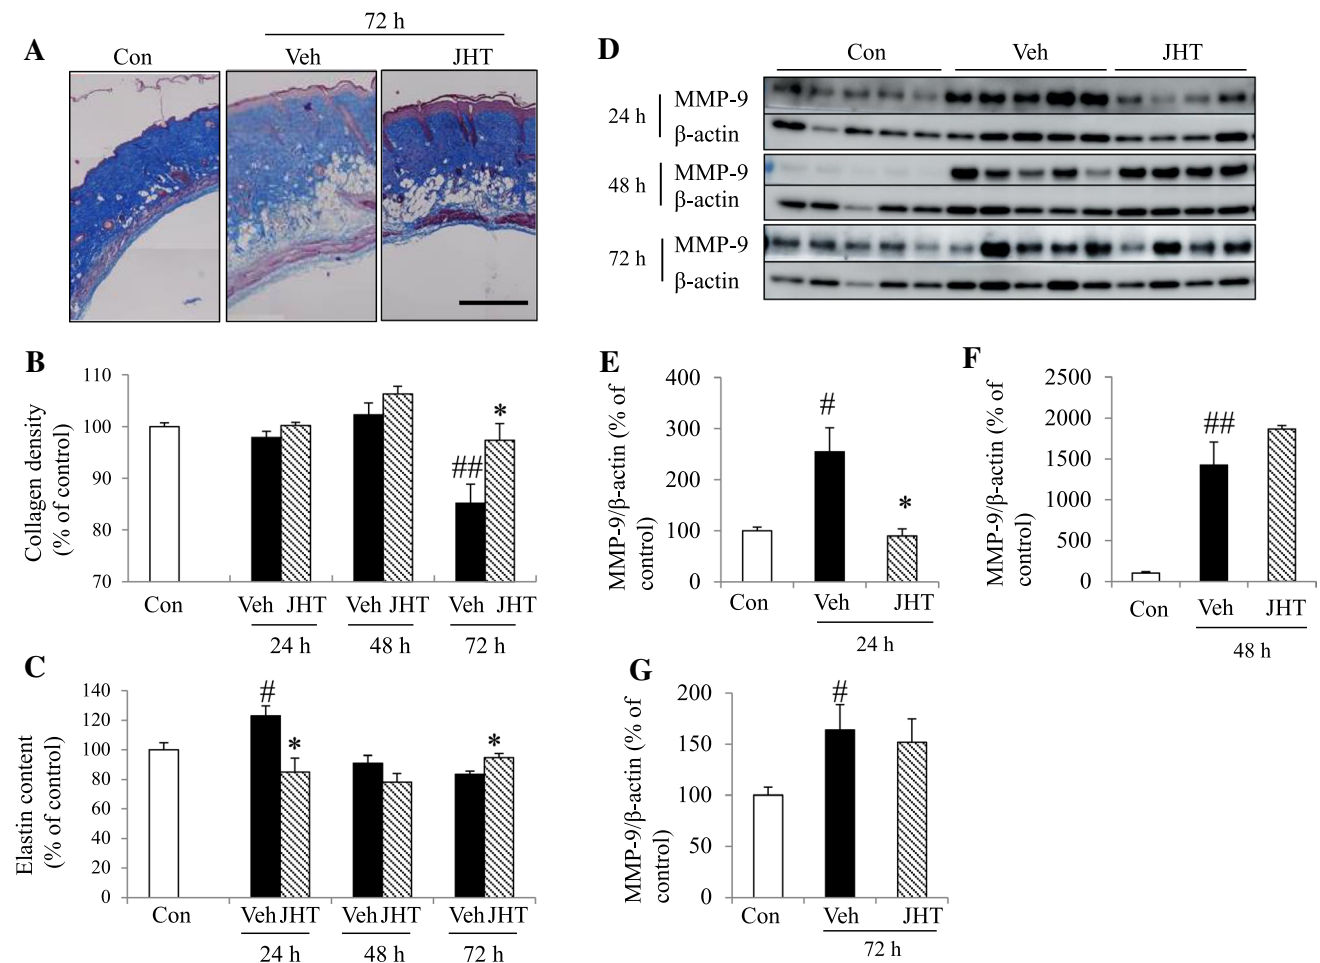 A
72 h
Con
Veh
JHT
D
Con
Veh
JHT
24 h
MMP-9
β-actin
48 h
MMP-9
β-actin
72 h
MMP-9
β-actin
B
Collagen density
(% of control)
110
100
90
80
70
##
*
Con
Veh JHT
Veh JHT
Veh JHT
24 h
48 h
72 h
C
Elastin content
(% of control)
140
120
100
80
60
40
20
0
#
*
*
Con
Veh JHT
Veh JHT
Veh JHT
24 h
48 h
72 h
E
MMP-9/β-actin (% of
control)
400
300
200
100
0
#
*
Con
Veh
JHT
24 h
F
MMP-9/β-actin (% of
control)
2500
2000
1500
1000
500
0
##
Con
Veh
JHT
48 h
G
MMP-9/β-actin (% of
control)
200
150
100
50
0
#
Con
Veh
JHT
72 h